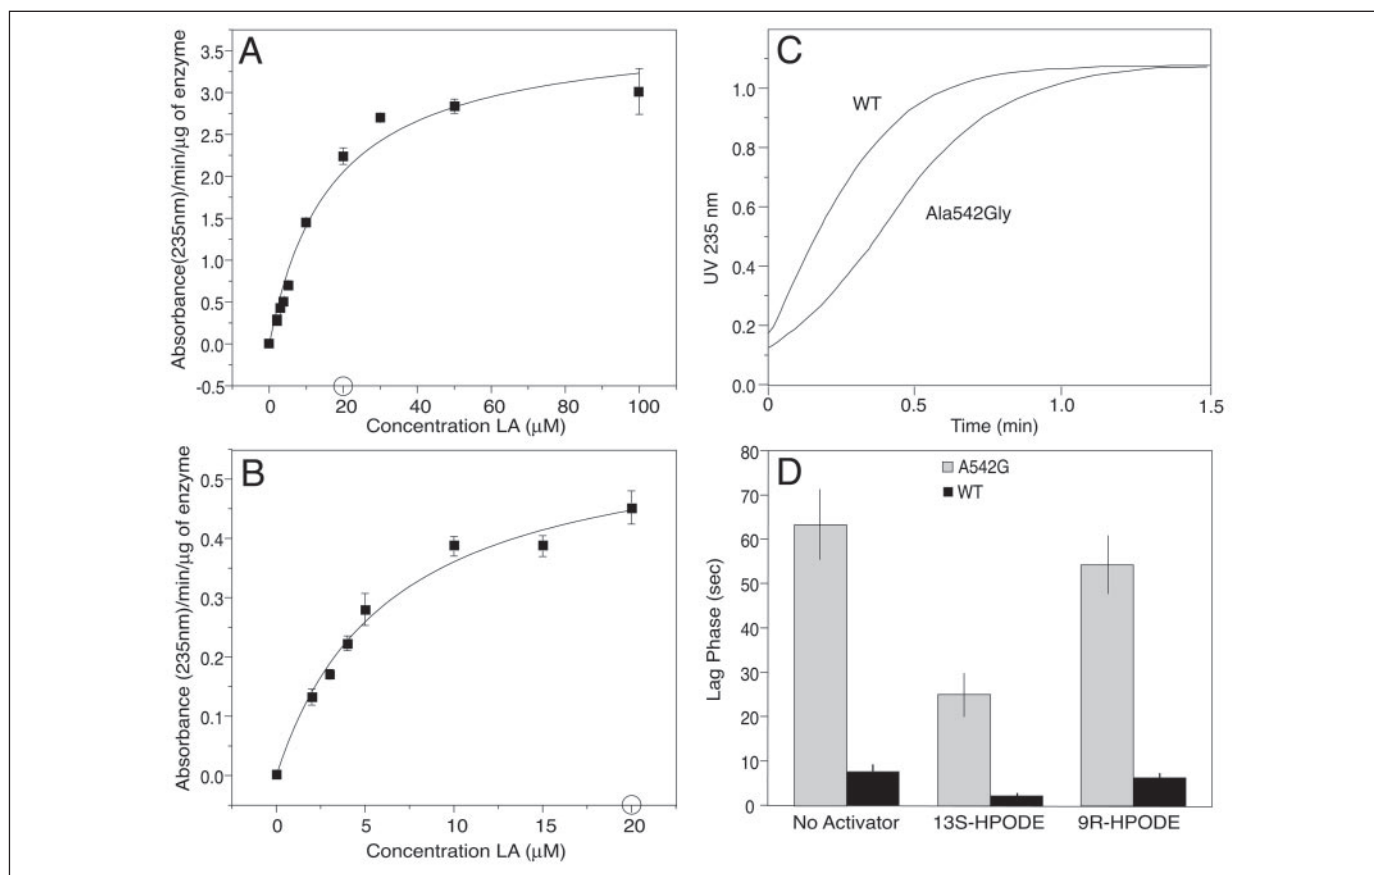 A
Absorbance(235nm)/min/μg of enzyme
3.5
3.0
2.5
2.0
1.5
1.0
0.5
0.0
-0.5
0 20 40 60 80 100
Concentration LA (μM)
B
Absorbance (235nm)/min/μg of enzyme
0.5
0.4
0.3
0.2
0.1
0.0
0 5 10 15 20
Concentration LA (μM)
C
UV 235 nm
1.0
0.8
0.6
0.4
0.2
0.0
WT
Ala542Gly
0 0.5 1.0 1.5
Time (min)
D
Lag Phase (sec)
80
70
60
50
40
30
20
10
0
A542G
WT
No Activator 13S-HPODE 9R-HPODE